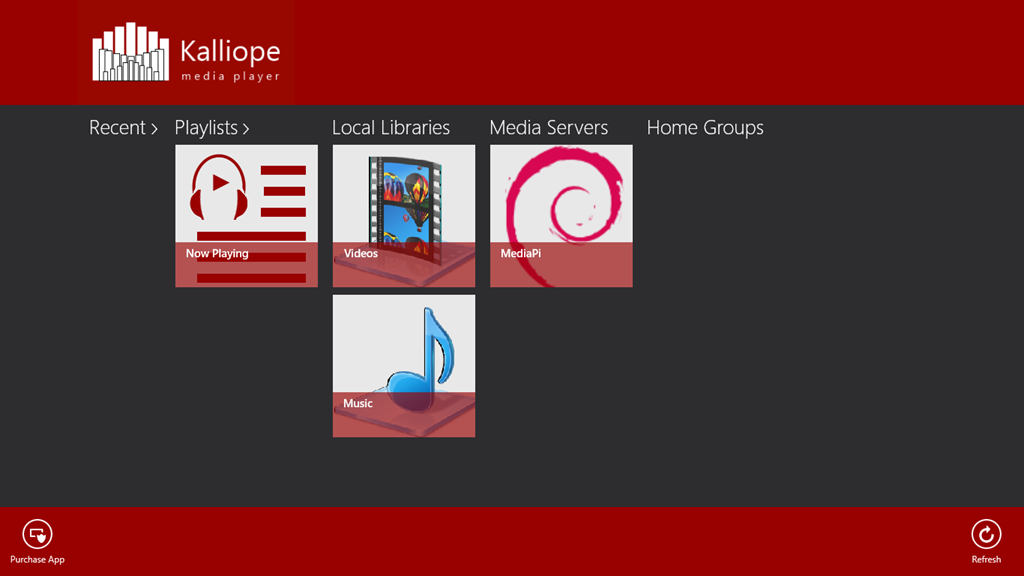 Kalliope
media player
Recent >
Playlists >
Local Libraries
Media Servers
Home Groups
Now Playing
Videos
MediaPi
Music
Purchase App
Refresh